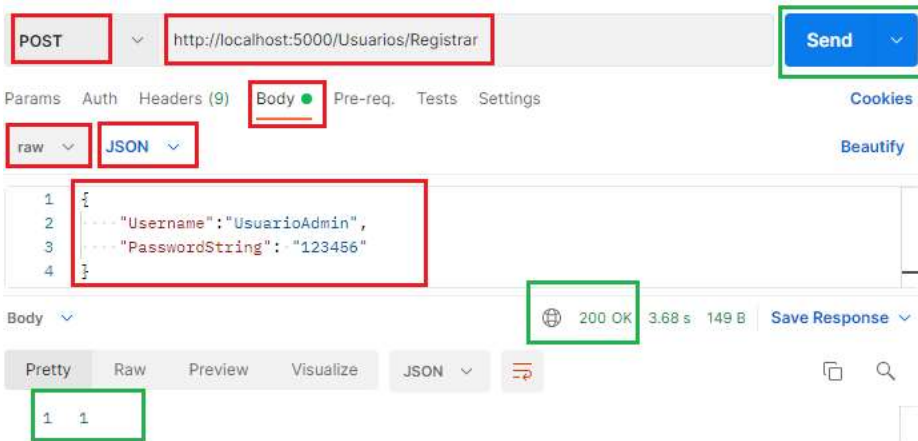 POST http://localhost:5000/Usuarios/Registrar Send
Params Auth Headers (9) Body Pre-req. Tests Settings Cookies
raw JSON Beautify
1 {
2 "Username":"UsuarioAdmin",
3 "PasswordString": "123456"
4 }
Body 200 OK 3.68 s 149 B Save Response
Pretty Raw Preview Visualize JSON
1 1